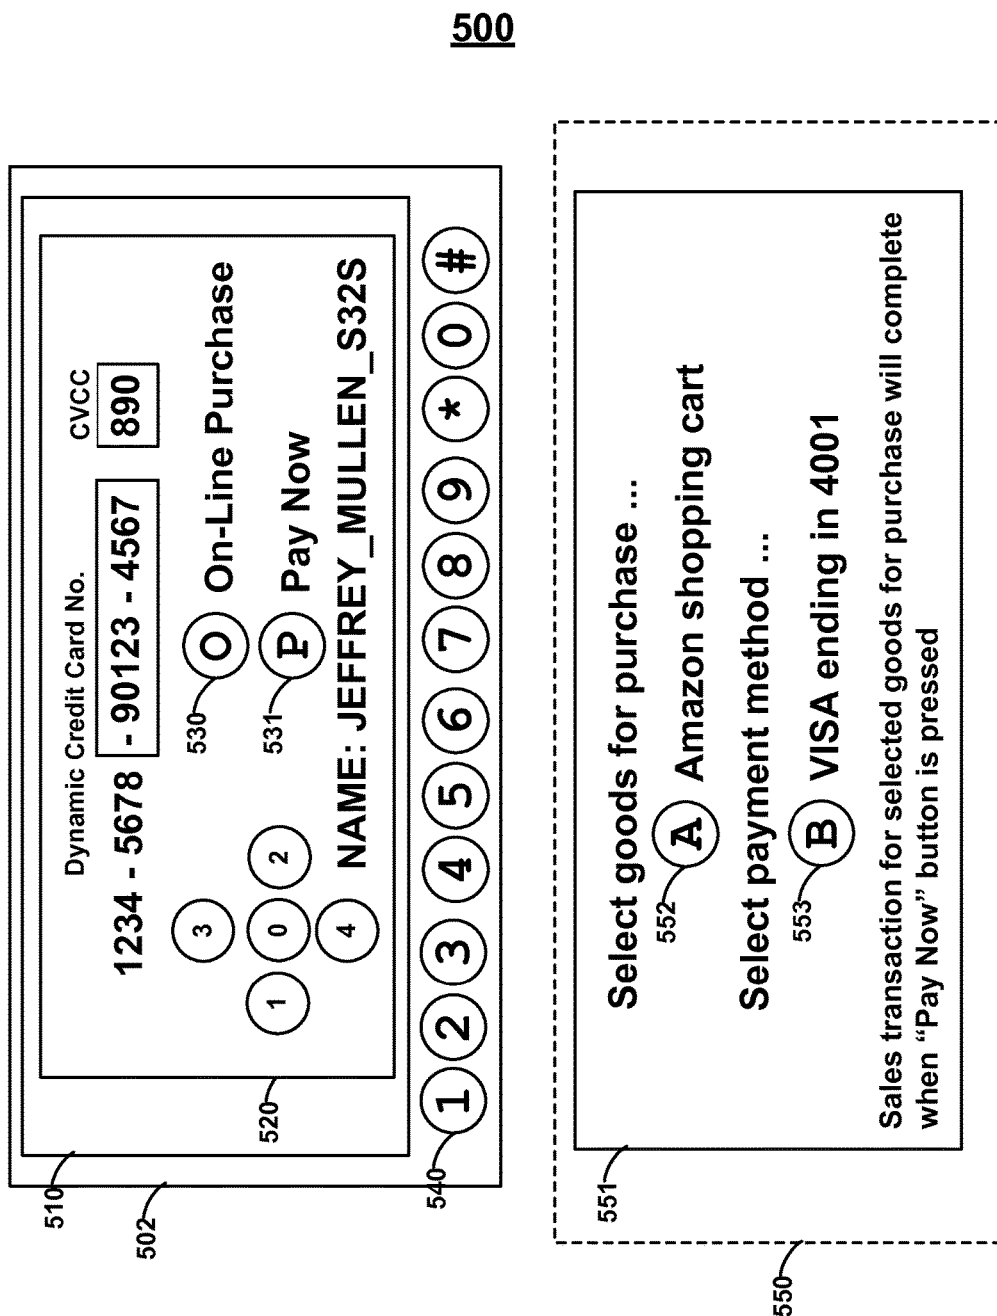 500
Dynamic Credit Card No.
CVCC
1234 - 5678 - 90123 - 4567
890
3
1
0
2
4
530
O On-Line Purchase
531
P Pay Now
NAME: JEFFREY_MULLEN_S32S
520
510
502
540
1 2 3 4 5 6 7 8 9 * 0 #
Select goods for purchase ...
552
A Amazon shopping cart
Select payment method ...
553
B VISA ending in 4001
Sales transaction for selected goods for purchase will complete
when “Pay Now” button is pressed
551
550